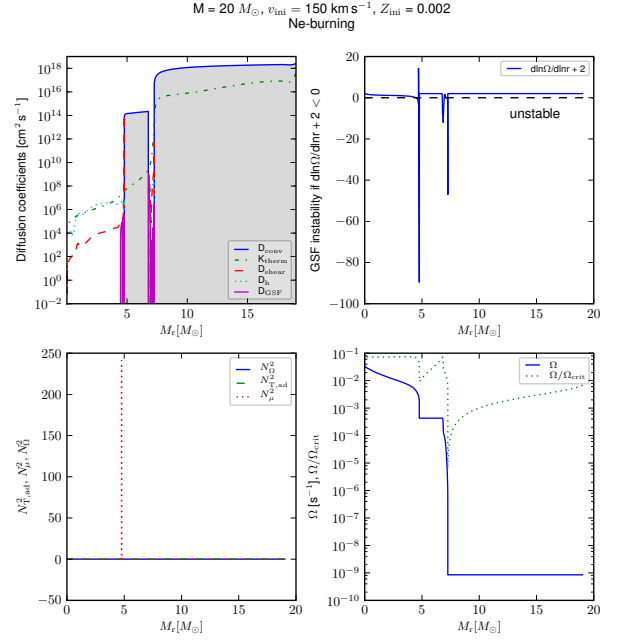 M = 20 M⊙, v_ini = 150 km s⁻¹, Z_ini = 0.002
Ne-burning
Diffusion coefficients [cm² s⁻¹]
10¹⁸
10¹⁶
10¹⁴
10¹²
10¹⁰
10⁸
10⁶
10⁴
10²
10⁰
10⁻²
0 5 10 15
M_r[M⊙]
D_conv
K_therm
D_shear
D_h
D_GSF
GSF instability if dlnΩ/dlnr + 2 < 0
20
0
−20
−40
−60
−80
−100
0 5 10 15 20
M_r[M⊙]
dlnΩ/dlnr + 2
unstable
N²_T,ad, N²_μ, N²_Ω
250
200
150
100
50
0
−50
0 5 10 15 20
M_r[M⊙]
N²_Ω
N²_T,ad
N²_μ
Ω [s⁻¹], Ω/Ω_crit
10⁻¹
10⁻²
10⁻³
10⁻⁴
10⁻⁵
10⁻⁶
10⁻⁷
10⁻⁸
10⁻⁹
10⁻¹⁰
0 5 10 15 20
M_r[M⊙]
Ω
Ω/Ω_crit